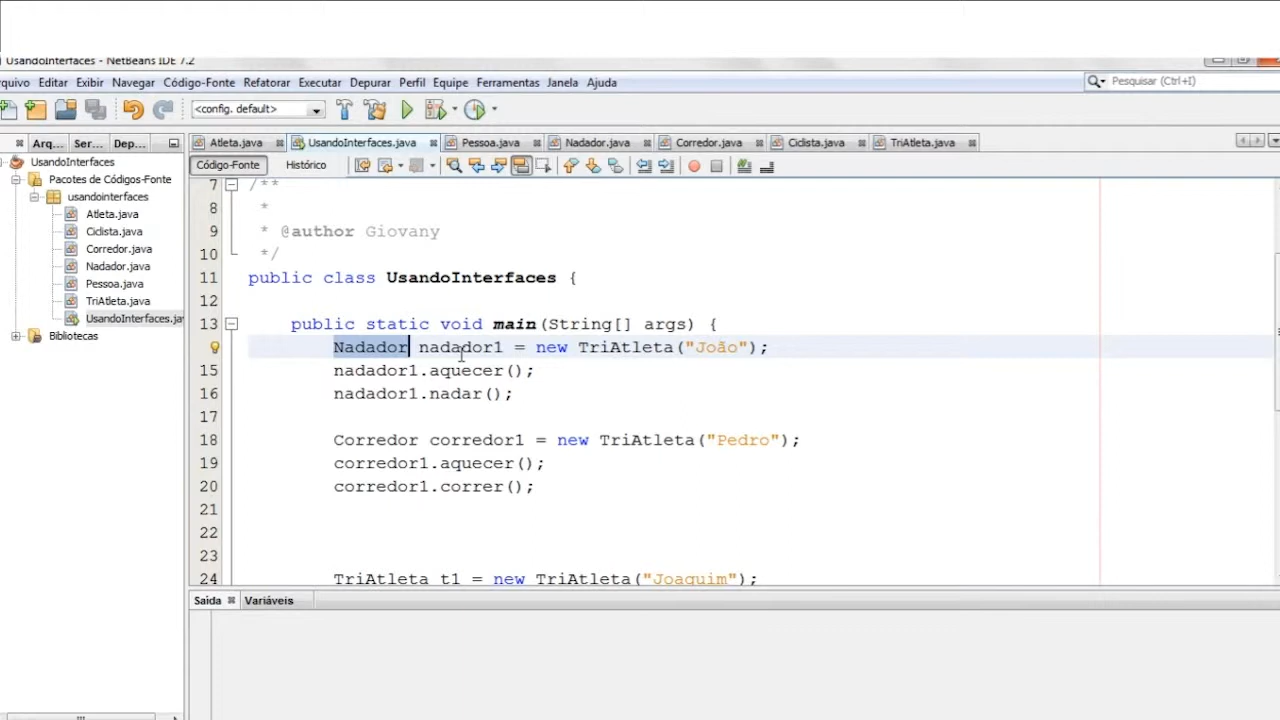 UsandoInterfaces - NetBeans IDE 7.2
rquivo Editar Exibir Navegar Código-Fonte Refatorar Executar Depurar Perfil Equipe Ferramentas Janela Ajuda
Pesquisar (Ctrl+I)
<config. default>
Arq... Ser... Dep...
Atleta.java UsandoInterfaces.java Pessoa.java Nadador.java Corredor.java Ciclista.java TriAtleta.java
UsandoInterfaces
Pacotes de Códigos-Fonte
usandointerfaces
Atleta.java
Ciclista.java
Corredor.java
Nadador.java
Pessoa.java
TriAtleta.java
UsandoInterfaces.jav
Bibliotecas
Código-Fonte Histórico
7 /**
8 *
9 * @author Giovany
10 */
11 public class UsandoInterfaces {
12
13 public static void main(String[] args) {
Nadador nadador1 = new TriAtleta("João");
15 nadador1.aquecer();
16 nadador1.nadar();
17
18 Corredor corredor1 = new TriAtleta("Pedro");
19 corredor1.aquecer();
20 corredor1.correr();
21
22
23
24 TriAtleta t1 = new TriAtleta("Joaquim");
Saída Variáveis